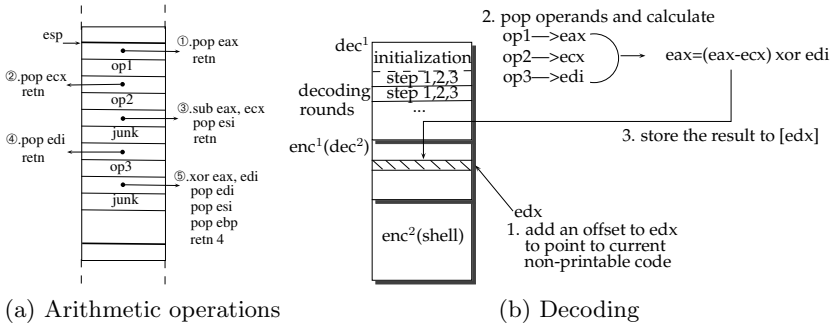 esp
①.pop eax
retn
op1
②.pop ecx
retn
op2
③.sub eax, ecx
pop esi
retn
junk
④.pop edi
retn
op3
⑤.xor eax, edi
pop edi
pop esi
pop ebp
retn 4
junk
(a) Arithmetic operations
2. pop operands and calculate
op1—>eax
op2—>ecx
op3—>edi
eax=(eax-ecx) xor edi
dec¹
initialization
step 1,2,3
step 1,2,3
...
decoding
rounds
3. store the result to [edx]
enc¹(dec²)
edx
1. add an offset to edx
to point to current
non-printable code
enc²(shell)
(b) Decoding